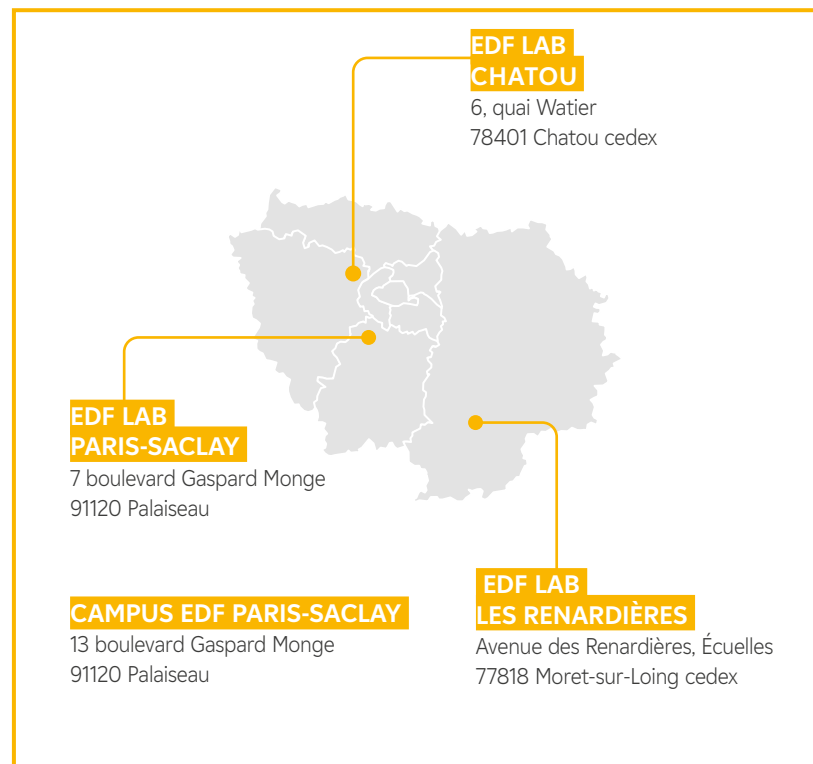 EDF LAB
CHATOU
6, quai Watier
78401 Chatou cedex
EDF LAB
PARIS-SACLAY
7 boulevard Gaspard Monge
91120 Palaiseau
CAMPUS EDF PARIS-SACLAY
13 boulevard Gaspard Monge
91120 Palaiseau
EDF LAB
LES RENARDIÈRES
Avenue des Renardières, Écuelles
77818 Moret-sur-Loing cedex